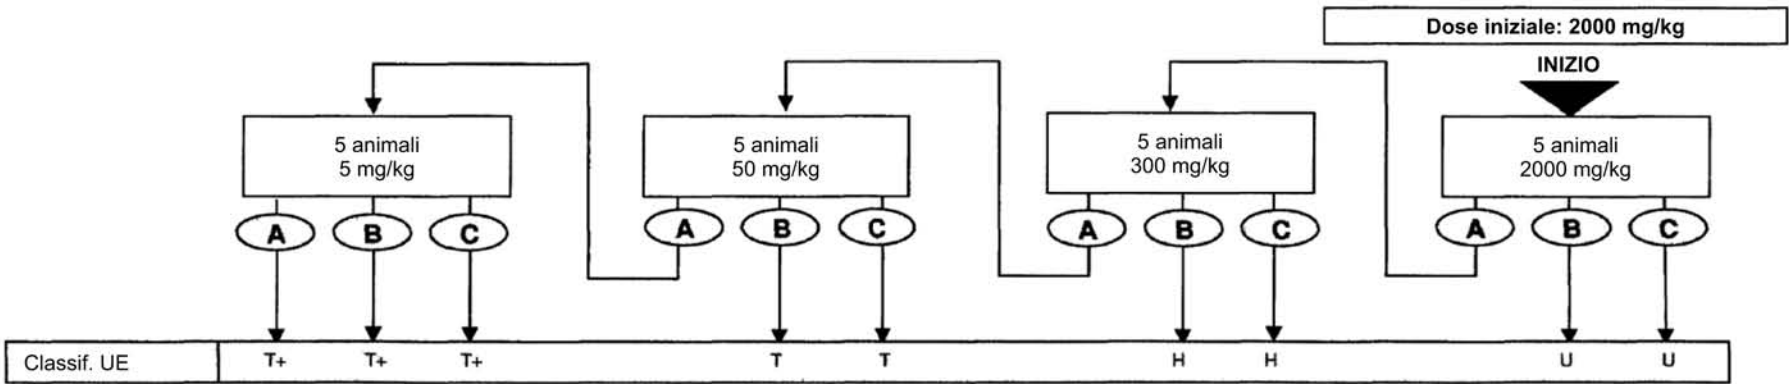 Dose iniziale: 2000 mg/kg
INIZIO
5 animali
5 mg/kg
5 animali
50 mg/kg
5 animali
300 mg/kg
5 animali
2000 mg/kg
A B C A B C A B C A B C
Classif. UE T+ T+ T+ T T H H U U